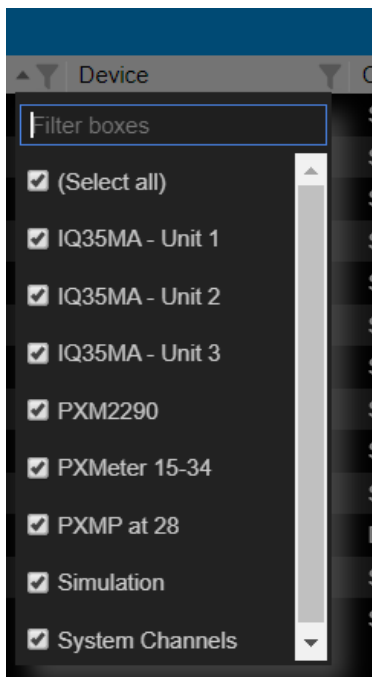 Device
Filter boxes
(Select all)
IQ35MA - Unit 1
IQ35MA - Unit 2
IQ35MA - Unit 3
PXM2290
PXMeter 15-34
PXMP at 28
Simulation
System Channels